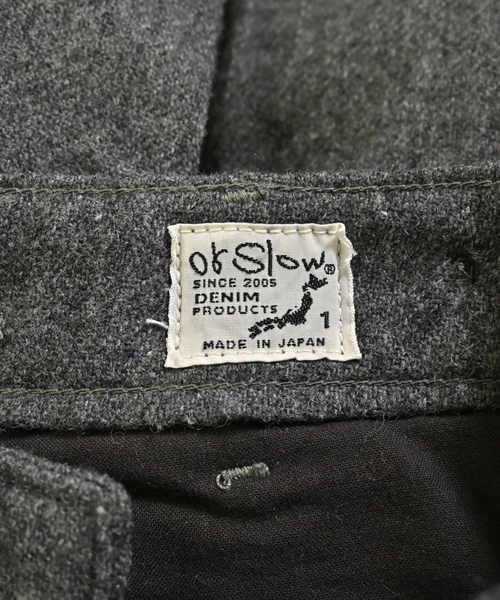 orSlow®
SINCE 2005
DENIM
PRODUCTS
1
MADE IN JAPAN